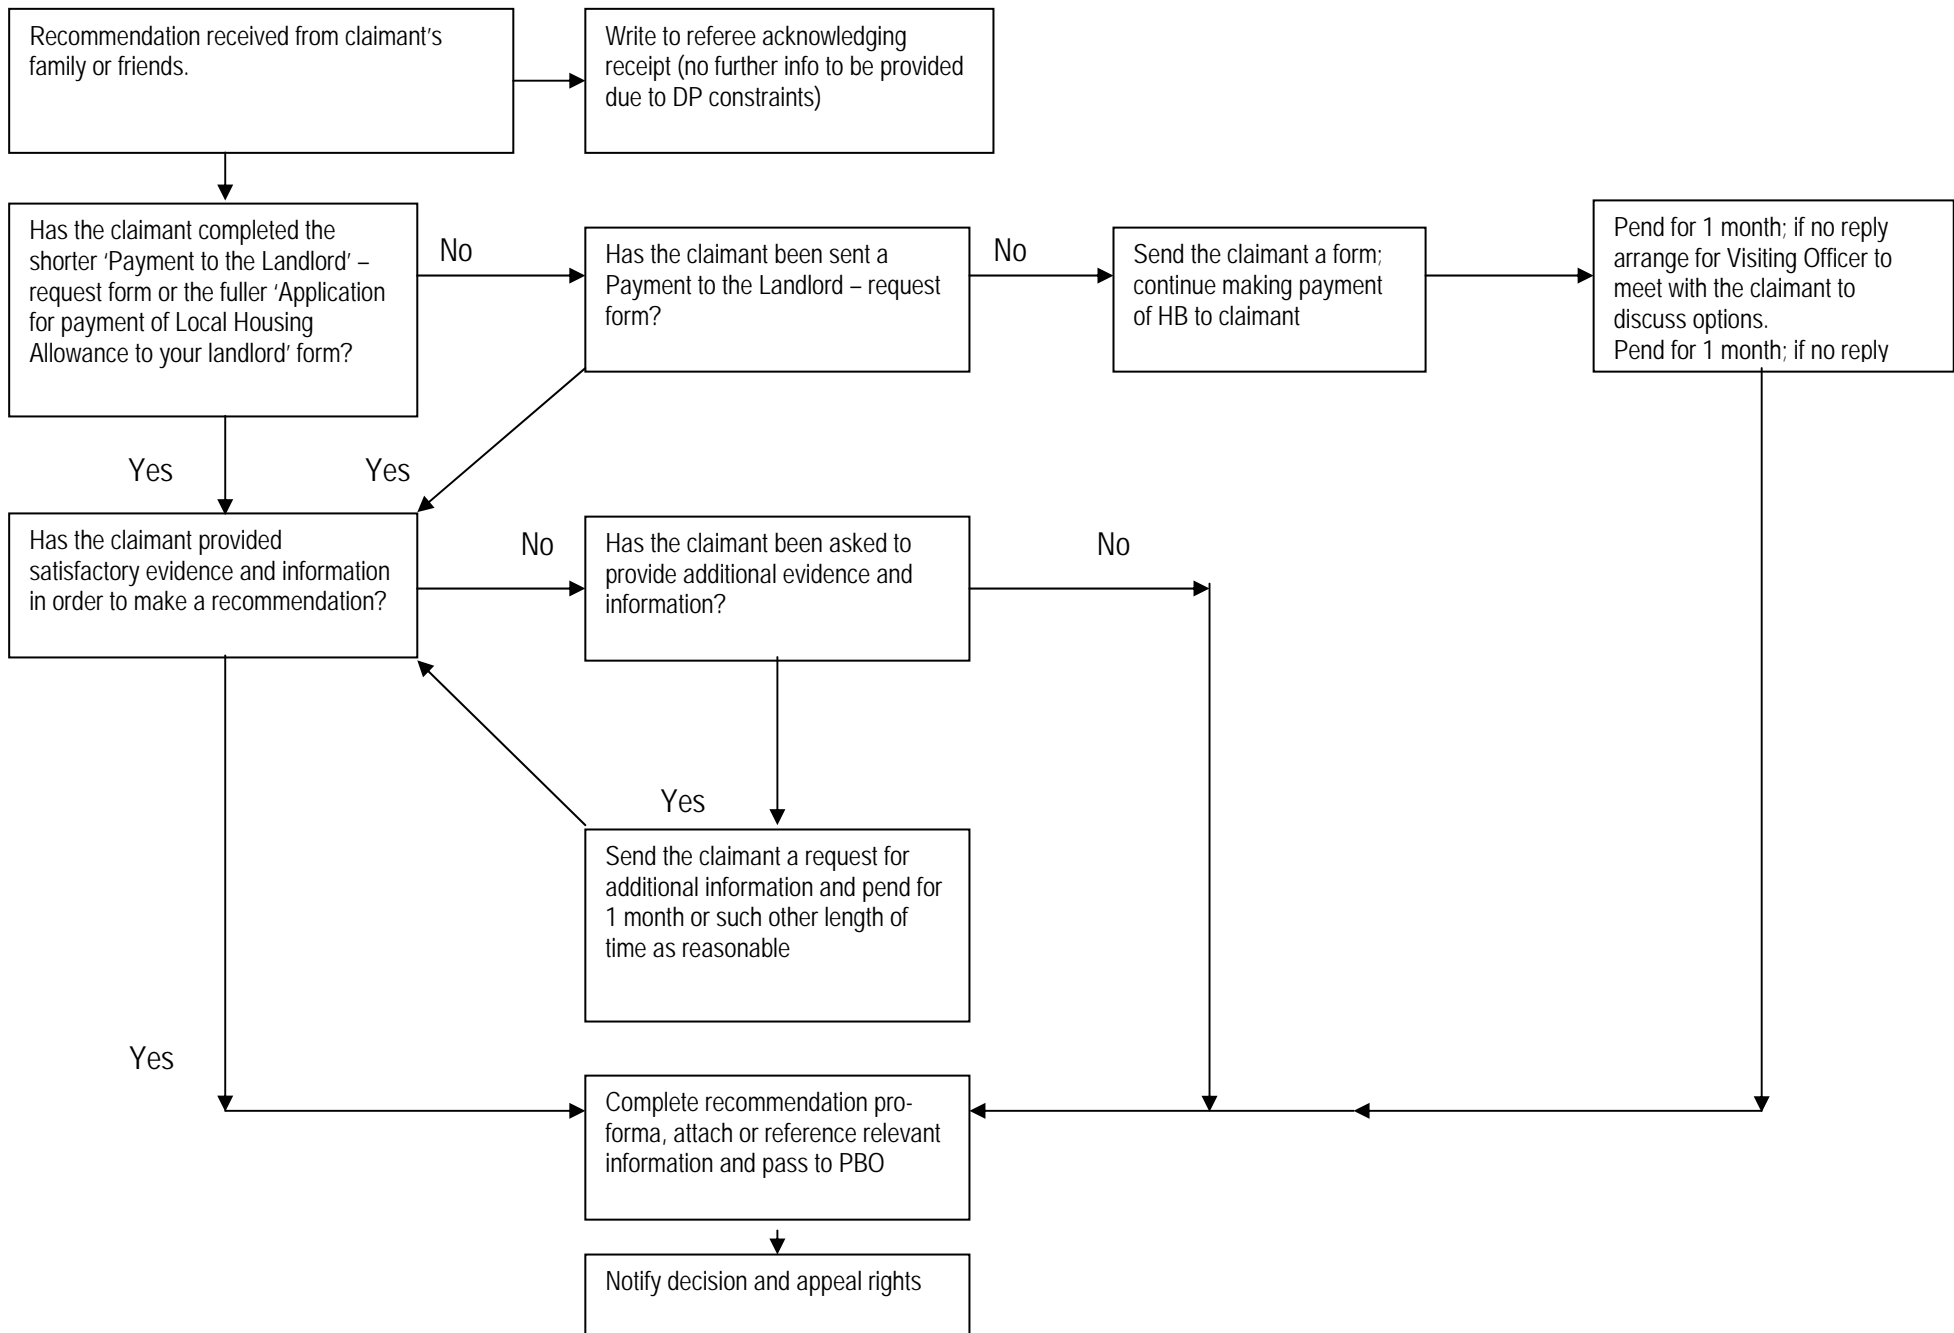 Recommendation received from claimant's
family or friends.
Write to referee acknowledging
receipt (no further info to be provided
due to DP constraints)
Has the claimant completed the
shorter 'Payment to the Landlord' –
request form or the fuller 'Application
for payment of Local Housing
Allowance to your landlord' form?
No
Has the claimant been sent a
Payment to the Landlord – request
form?
No
Send the claimant a form;
continue making payment
of HB to claimant
Pend for 1 month; if no reply
arrange for Visiting Officer to
meet with the claimant to
discuss options.
Pend for 1 month; if no reply
Yes
Yes
Has the claimant provided
satisfactory evidence and information
in order to make a recommendation?
No
Has the claimant been asked to
provide additional evidence and
information?
No
Yes
Send the claimant a request for
additional information and pend for
1 month or such other length of
time as reasonable
Yes
Complete recommendation pro-
forma, attach or reference relevant
information and pass to PBO
Notify decision and appeal rights